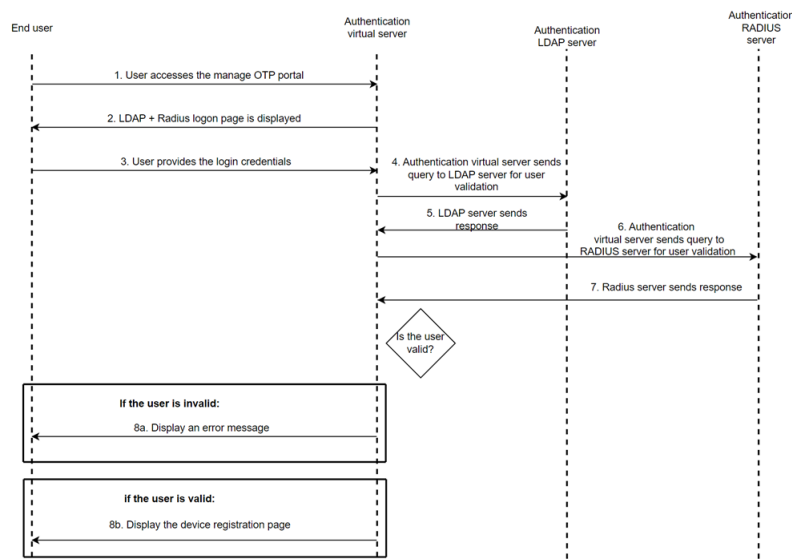 End user
Authentication
virtual server
Authentication
LDAP server
Authentication
RADIUS
server
1. User accesses the manage OTP portal
2. LDAP + Radius logon page is displayed
3. User provides the login credentials
4. Authentication virtual server sends
query to LDAP server for user
validation
5. LDAP server sends
response
6. Authentication
virtual server sends query to
RADIUS server for user validation
7. Radius server sends response
Is the user
valid?
If the user is invalid:
8a. Display an error message
if the user is valid:
8b. Display the device registration page